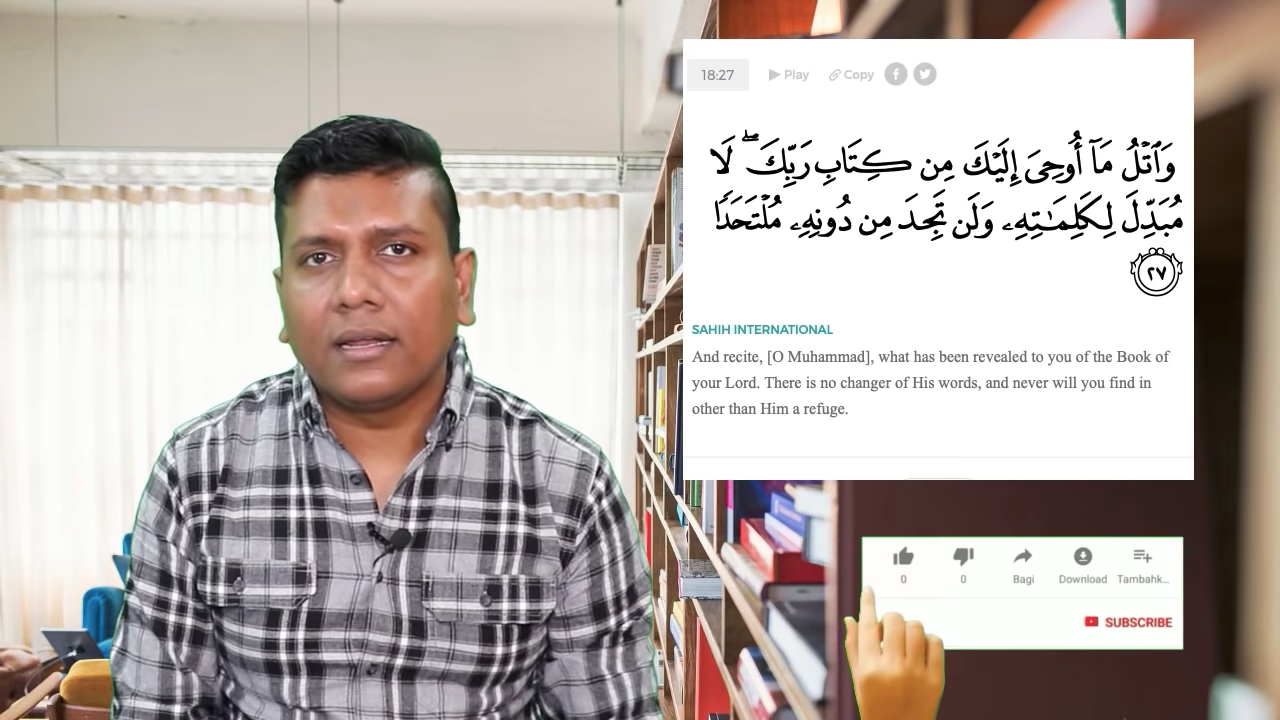 18:27
Play
Copy
وَٱتْلُ مَآ أُوحِىَ إِلَيْكَ مِن كِتَابِ رَبِّكَ ۖ لَا
مُبَدِّلَ لِكَلِمَـٰتِهِۦ وَلَن تَجِدَ مِن دُونِهِۦ مُلْتَحَدًۭا
٢٧
SAHIH INTERNATIONAL
And recite, [O Muhammad], what has been revealed to you of the Book of
your Lord. There is no changer of His words, and never will you find in
other than Him a refuge.
0
0
Bagi
Download
Tambahk...
SUBSCRIBE